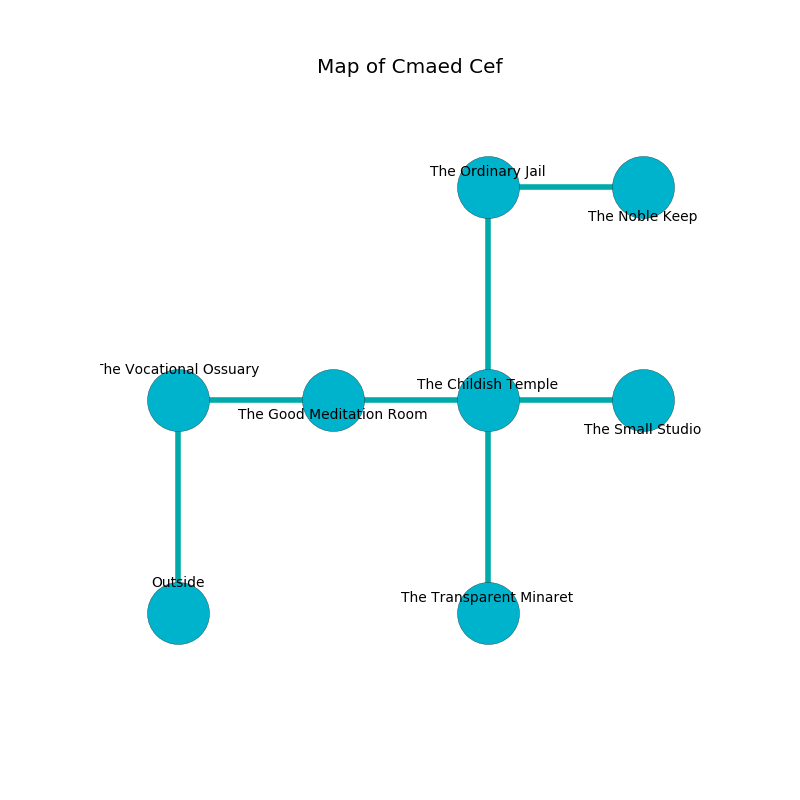 Map of Cmaed Cef
The Ordinary Jail
The Noble Keep
The Vocational Ossuary
The Childish Temple
The Good Meditation Room
The Small Studio
Outside
The Transparent Minaret